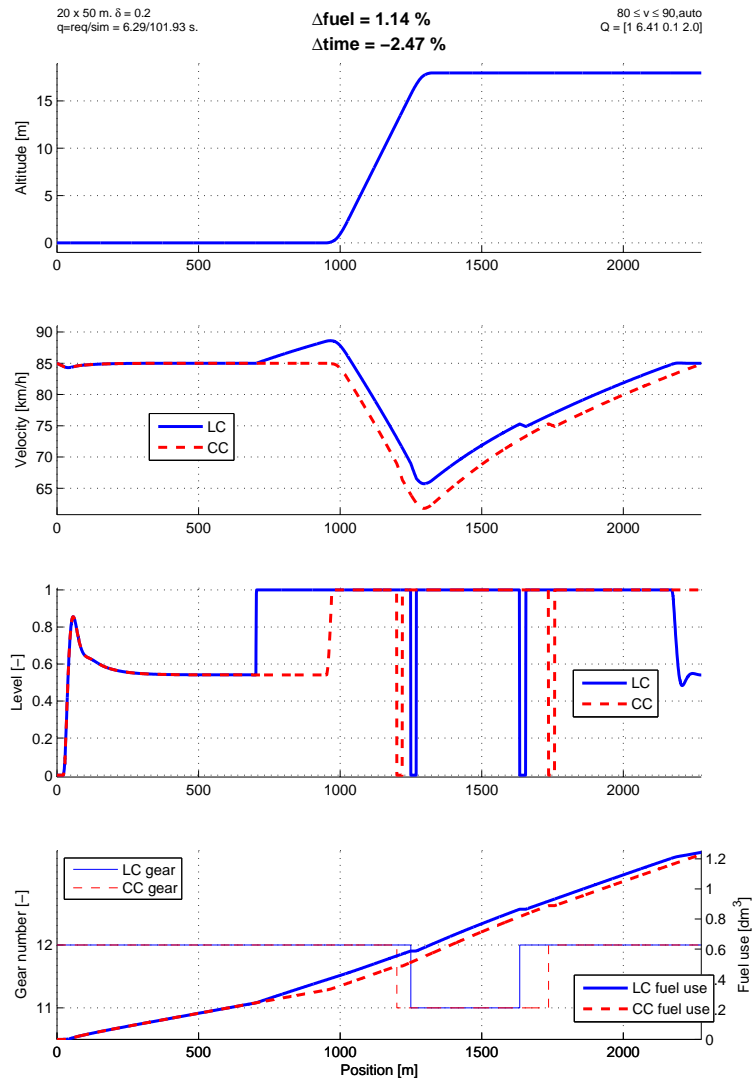 20 x 50 m. δ = 0.2
q=req/sim = 6.29/101.93 s.
Δfuel = 1.14 %
Δtime = −2.47 %
80 ≤ v ≤ 90,auto
Q = [1 6.41 0.1 2.0]
Altitude [m]
15
10
5
0
0 500 1000 1500 2000
Velocity [km/h]
90
85
80
75
70
65
LC
CC
0 500 1000 1500 2000
Level [−]
1
0.8
0.6
0.4
0.2
0
LC
CC
0 500 1000 1500 2000
Gear number [−]
12
11
LC gear
CC gear
Fuel use [dm³]
1.2
1
0.8
0.6
0.4
0.2
0
LC fuel use
CC fuel use
0 500 1000 1500 2000
Position [m]